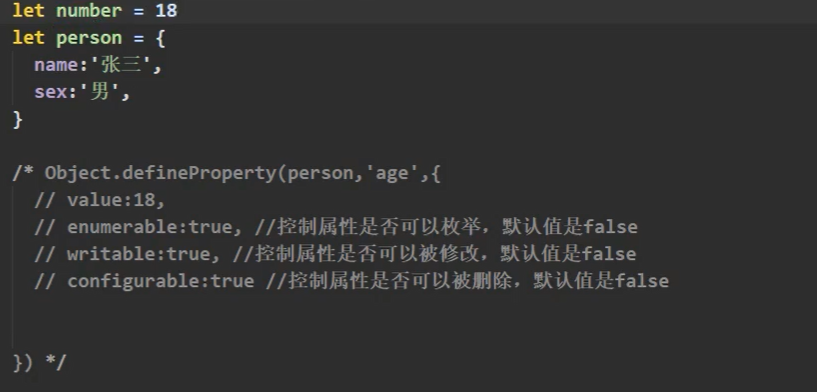 let number = 18
let person = {
  name:'张三',
  sex:'男',
}
/* Object.defineProperty(person,'age',{
  // value:18,
  // enumerable:true, //控制属性是否可以枚举，默认值是false
  // writable:true, //控制属性是否可以被修改，默认值是false
  // configurable:true //控制属性是否可以被删除，默认值是false
}) */